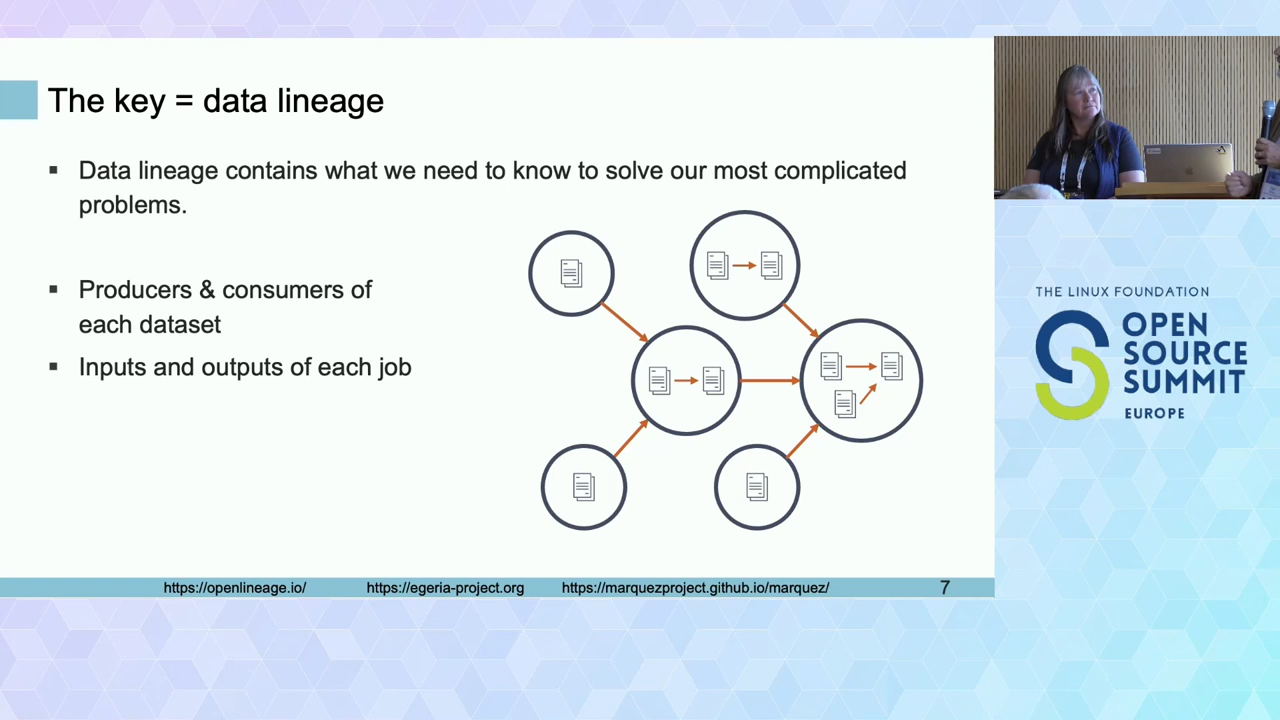 The key = data lineage
▪ Data lineage contains what we need to know to solve our most complicated
problems.
▪ Producers & consumers of
each dataset
▪ Inputs and outputs of each job
https://openlineage.io/ https://egeria-project.org https://marquezproject.github.io/marquez/ 7
THE LINUX FOUNDATION
OPEN
SOURCE
SUMMIT
EUROPE